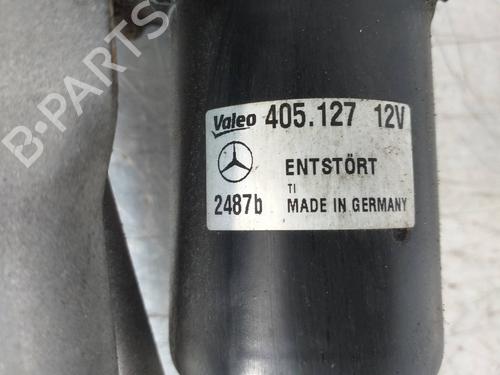 Valeo 405.127 12V
ENTSTÖRT
TI
2487b MADE IN GERMANY
B-PARTS